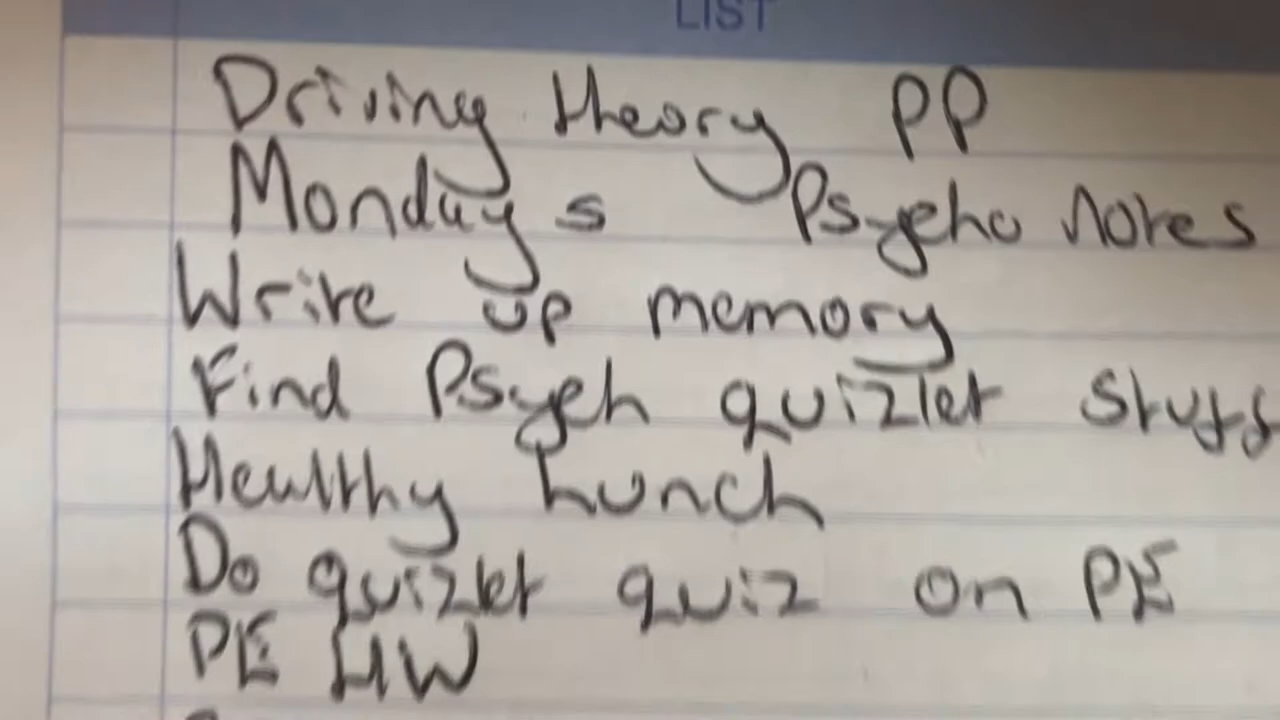 LIST
Driving theory PP
Mondays Psycho notes
Write up memory
Find Psych quizlet stuff
Healthy lunch
Do quizlet quiz on PE
PE HW